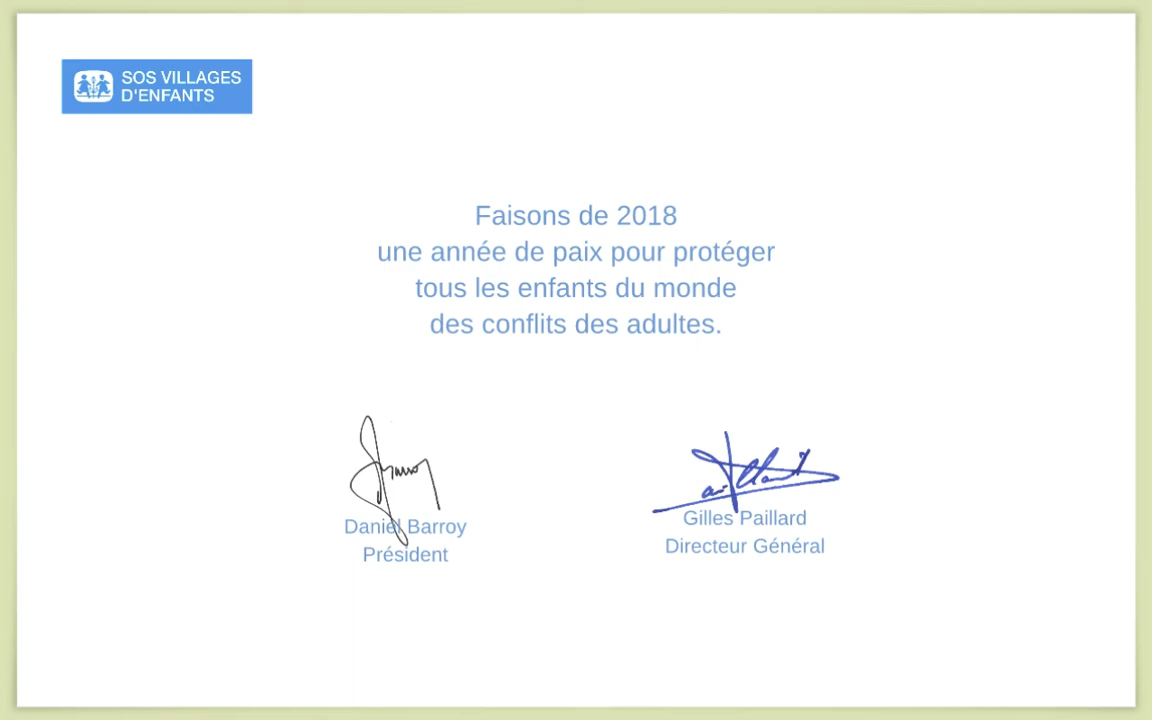 SOS VILLAGES
D'ENFANTS
Faisons de 2018
une année de paix pour protéger
tous les enfants du monde
des conflits des adultes.
Daniel Barroy
Président
Gilles Paillard
Directeur Général